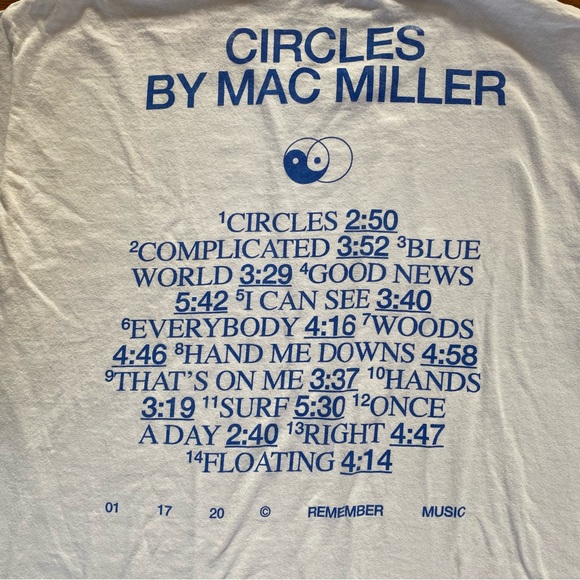 CIRCLES
BY MAC MILLER
¹CIRCLES 2:50
²COMPLICATED 3:52 ³BLUE
WORLD 3:29 ⁴GOOD NEWS
5:42 ⁵I CAN SEE 3:40
⁶EVERYBODY 4:16 ⁷WOODS
4:46 ⁸HAND ME DOWNS 4:58
⁹THAT'S ON ME 3:37 ¹⁰HANDS
3:19 ¹¹SURF 5:30 ¹²ONCE
A DAY 2:40 ¹³RIGHT 4:47
¹⁴FLOATING 4:14
01 17 20 © REMEMBER MUSIC